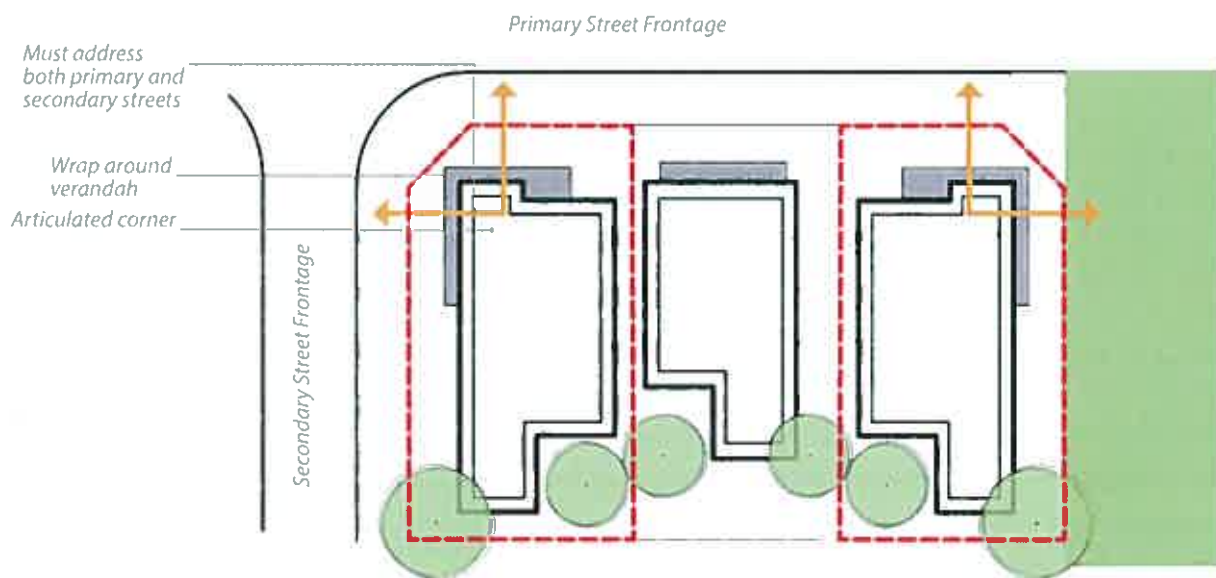 Primary Street Frontage
Must address
both primary and
secondary streets
Wrap around
verandah
Articulated corner
Secondary Street Frontage